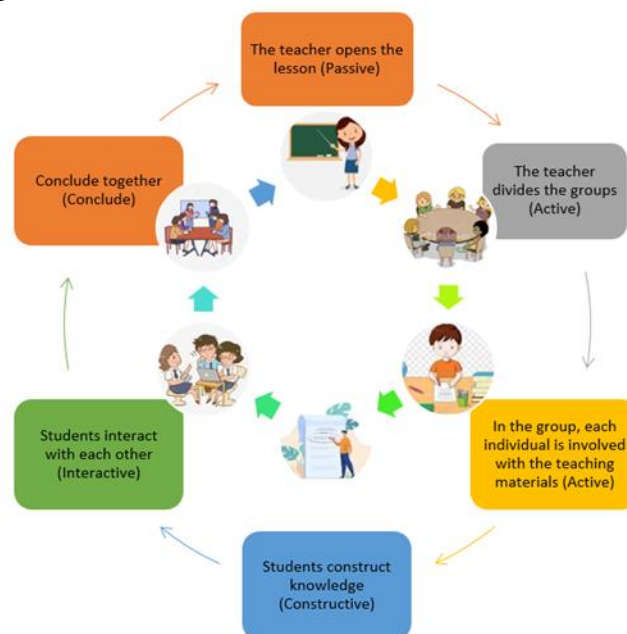 The teacher opens the
lesson (Passive)
The teacher
divides the groups
(Active)
In the group, each
individual is involved
with the teaching
materials (Active)
Students construct
knowledge
(Constructive)
Students interact
with each other
(Interactive)
Conclude together
(Conclude)